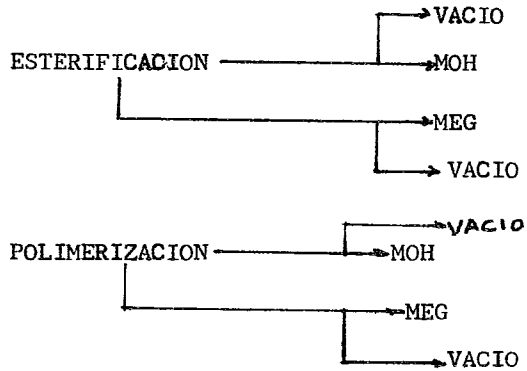 VACIO
ESTERIFICACION MOH
MEG
VACIO
VACIO
POLIMERIZACION MOH
MEG
VACIO